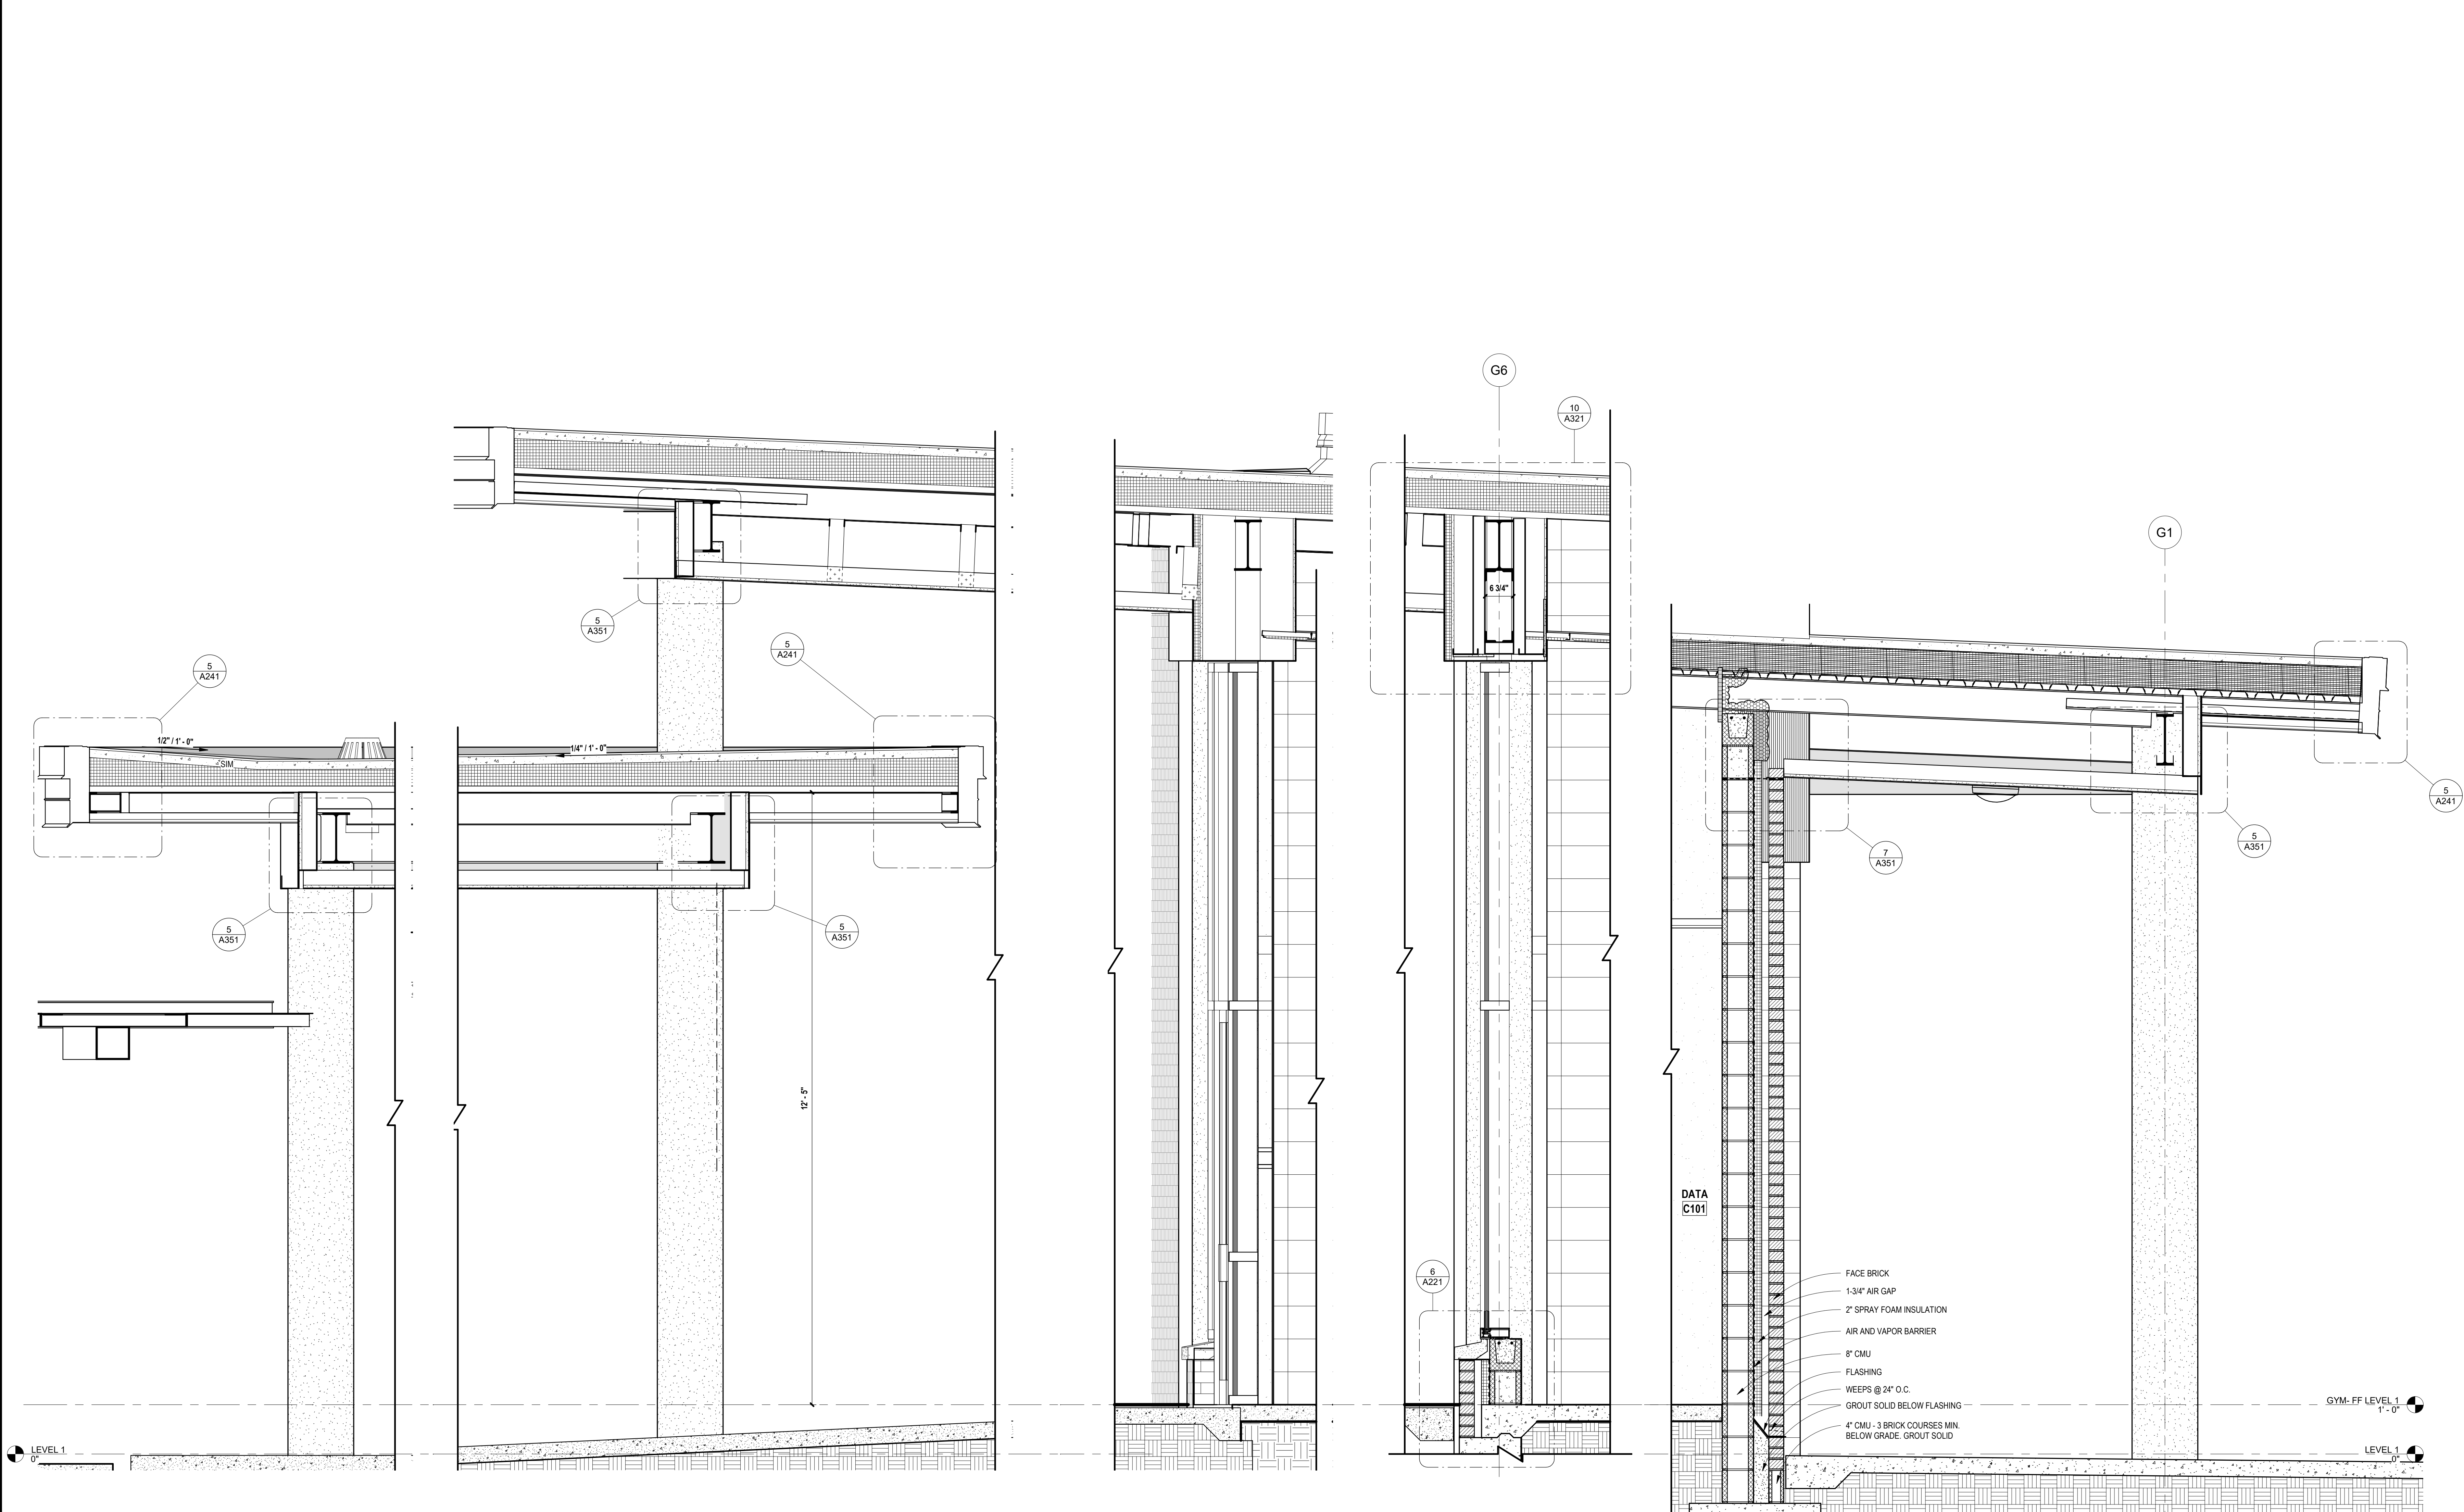 G6
10
A321
G1
5
A351
5
A241
5
A241
6 3/4"
1/2" / 1' - 0"
SIM
1/4" / 1' - 0"
5
A351
5
A351
12' - 5"
7
A351
5
A351
5
A241
DATA
C101
6
A221
FACE BRICK
1-3/4" AIR GAP
2" SPRAY FOAM INSULATION
AIR AND VAPOR BARRIER
8" CMU
FLASHING
WEEPS @ 24" O.C.
GROUT SOLID BELOW FLASHING
4" CMU - 3 BRICK COURSES MIN.
BELOW GRADE. GROUT SOLID
GYM- FF LEVEL 1
1' - 0"
LEVEL 1
0"
LEVEL 1
0"